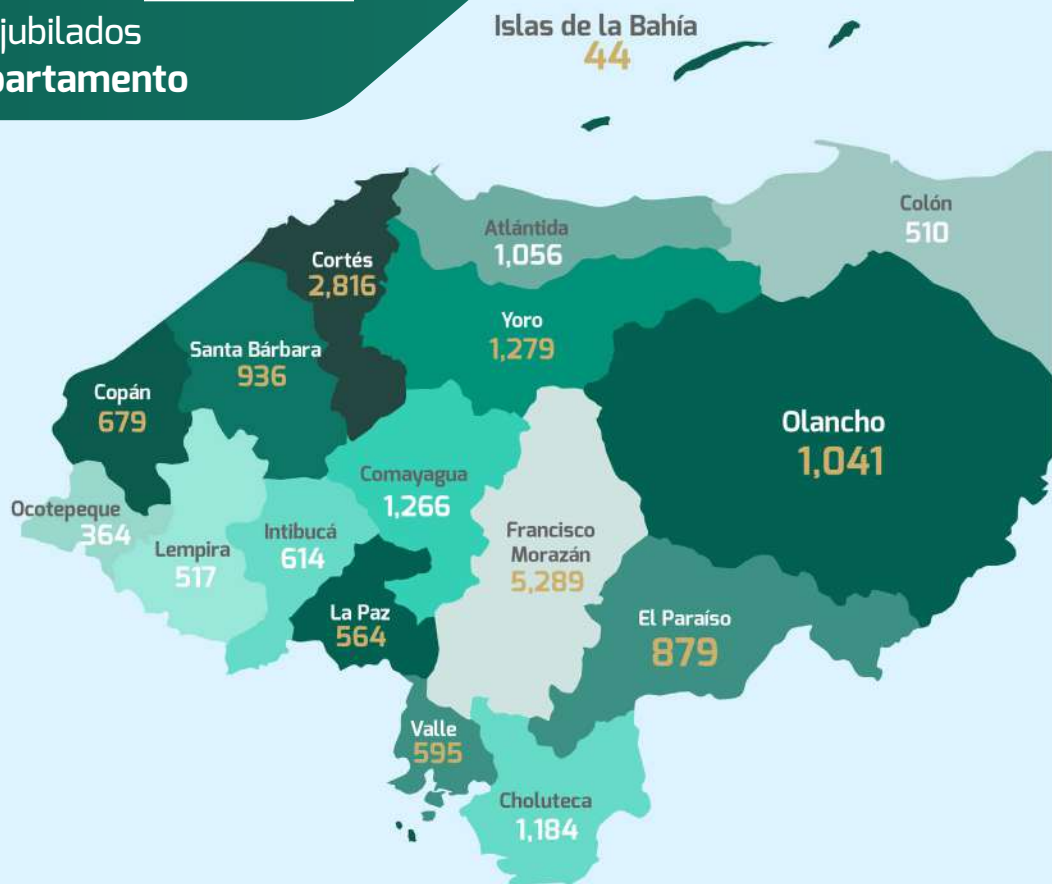 jubilados
partamento
Islas de la Bahía
44
Colón
510
Atlántida
1,056
Cortés
2,816
Yoro
1,279
Santa Bárbara
936
Copán
679
Olancho
1,041
Comayagua
1,266
Ocotepeque
364
Lempira
517
Intibucá
614
Francisco
Morazán
5,289
La Paz
564
El Paraíso
879
Valle
595
Choluteca
1,184